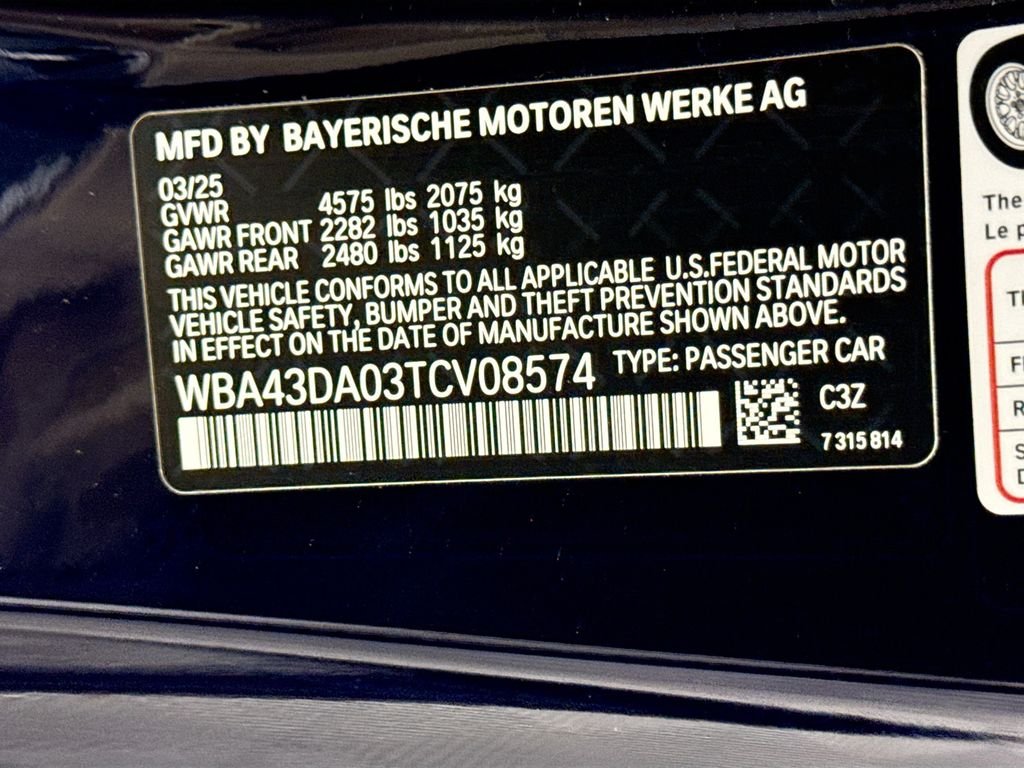 MFD BY BAYERISCHE MOTOREN WERKE AG
03/25
GVWR 4575 lbs 2075 kg
GAWR FRONT 2282 lbs 1035 kg
GAWR REAR 2480 lbs 1125 kg
THIS VEHICLE CONFORMS TO ALL APPLICABLE U.S.FEDERAL MOTOR
VEHICLE SAFETY, BUMPER AND THEFT PREVENTION STANDARDS
IN EFFECT ON THE DATE OF MANUFACTURE SHOWN ABOVE.
WBA43DA03TCV08574 TYPE: PASSENGER CAR
C3Z
7 315 814
The
Le